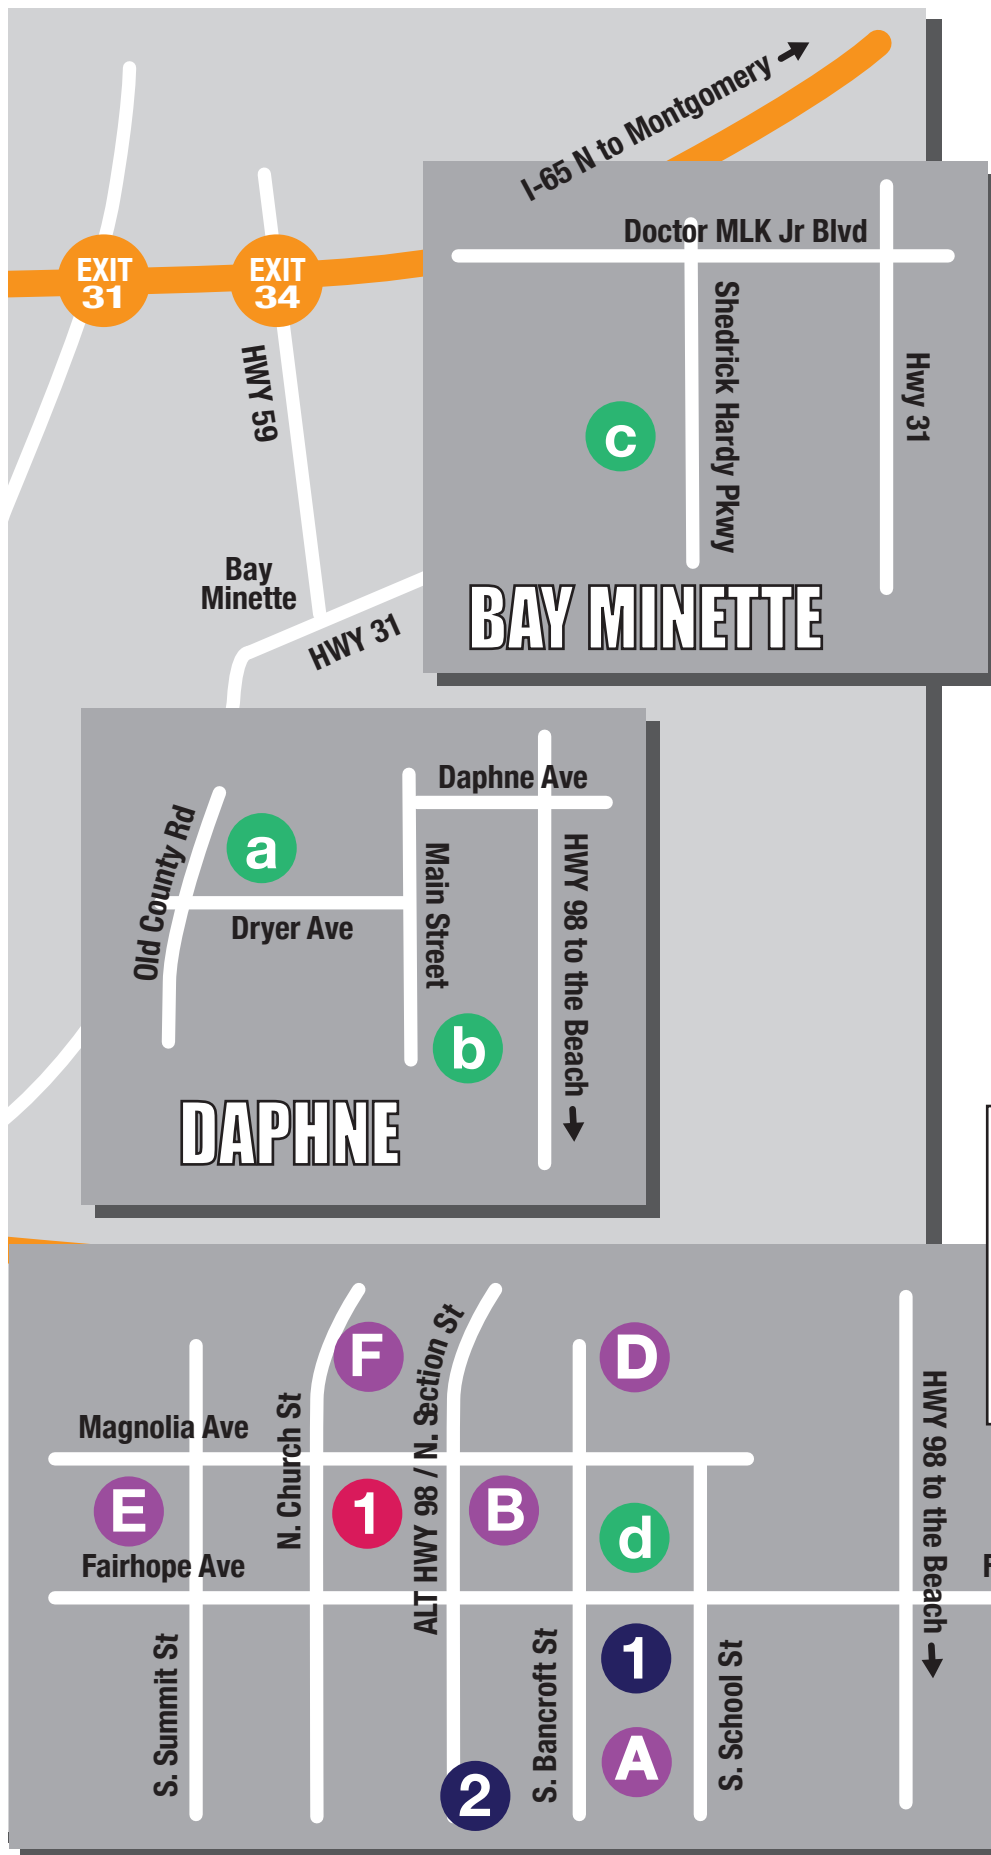 I-65 N to Montgomery
EXIT
31
EXIT
34
HWY 59
Bay
Minette
HWY 31
Doctor MLK Jr Blvd
Shedrick Hardy Pkwy
Hwy 31
c
BAY MINETTE
Daphne Ave
Old County Rd
a
Main Street
HWY 98 to the Beach
Dryer Ave
b
DAPHNE
F
D
N. Church St
ALT HWY 98 / N. Section St
HWY 98 to the Beach
Magnolia Ave
E
1
B
d
Fairhope Ave
F
S. Summit St
S. Bancroft St
1
S. School St
A
2